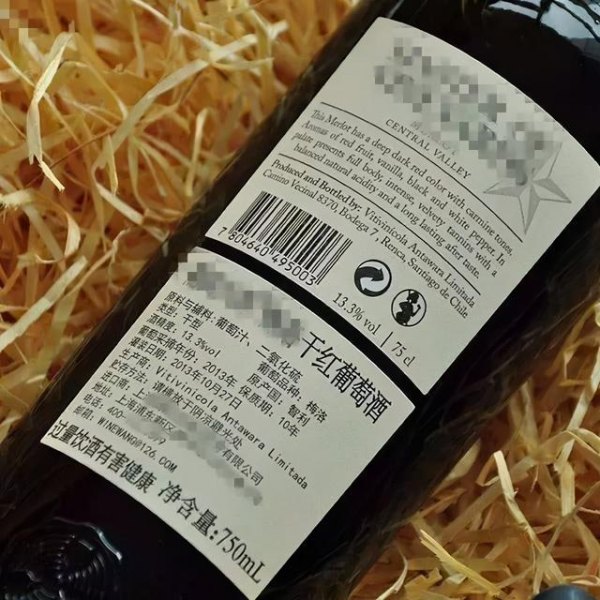 CENTRAL VALLEY
This Merlot has a deep dark red color with carmine tones,
Aromas of red fruit, vanilla, black, and white pepper. In
palate presents full body, intense, velvety tannins with a
balanced natural acidity and a long lasting after taste.
Produced and Bottled by: Vitivinicola Antawara Limitada
Camino Vecinal 8370, Bodega 7, Renca, Santiago de Chile
7 804640 495003
13.3% vol | 75 cl
干红葡萄酒
原料与辅料:葡萄汁、二氧化硫
类型:干型 葡萄品种:梅洛
酒精度:13.3%vol 原产国:智利
葡萄采摘年份:2013年 保质期:10年
灌装日期:2013年10月27日
生产商:Vitivinicola Antawara Limitada
贮存方法:请横放于阴凉避光处
进口商:上 有限公司
地址:上海浦东新区
电话:400-
邮箱:WINEWANG@126.COM
过量饮酒有害健康 净含量:750mL